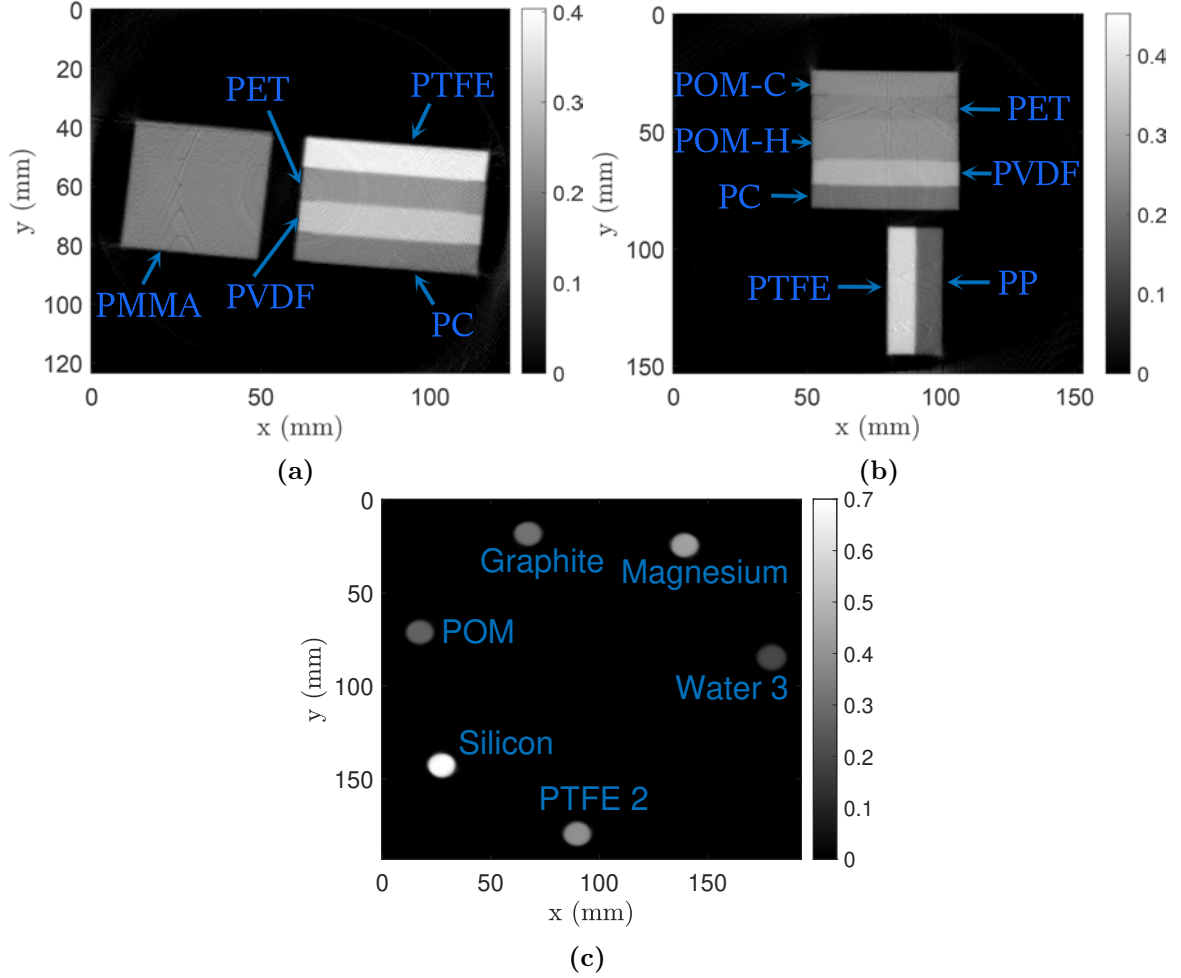 0
20
40
60
80
100
120
y (mm)
0
50
100
x (mm)
PET
PTFE
PMMA
PVDF
PC
0.4
0.3
0.2
0.1
0
(a)
0
50
100
150
y (mm)
0
50
100
150
x (mm)
POM-C
PET
POM-H
PVDF
PC
PTFE
PP
0.4
0.3
0.2
0.1
0
(b)
0
50
100
150
y (mm)
0
50
100
150
x (mm)
Graphite
Magnesium
POM
Water 3
Silicon
PTFE 2
0.7
0.6
0.5
0.4
0.3
0.2
0.1
0
(c)